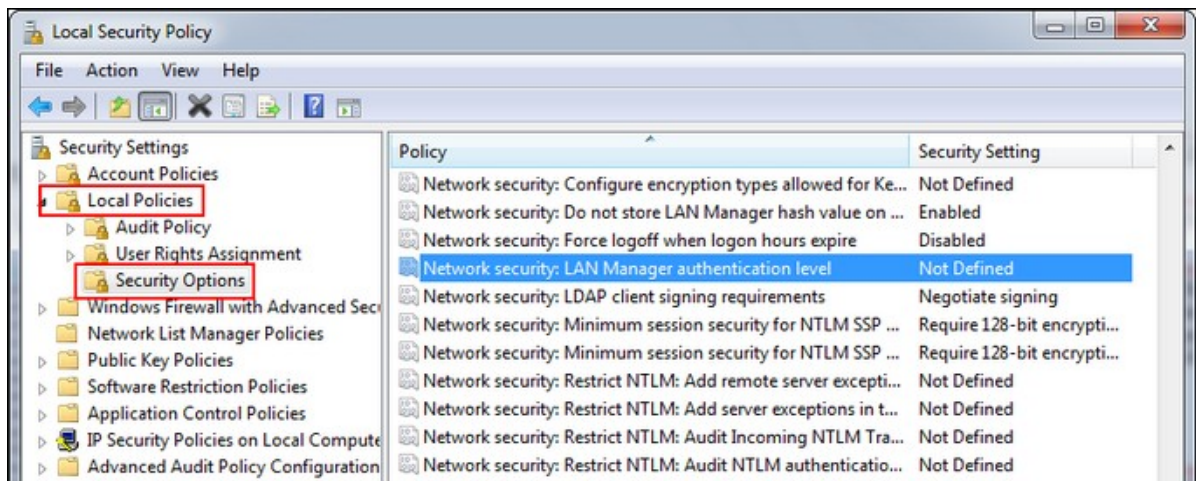 Local Security Policy
File Action View Help
Security Settings
Account Policies
Local Policies
Audit Policy
User Rights Assignment
Security Options
Windows Firewall with Advanced Secu
Network List Manager Policies
Public Key Policies
Software Restriction Policies
Application Control Policies
IP Security Policies on Local Compute
Advanced Audit Policy Configuration
Policy Security Setting
Network security: Configure encryption types allowed for Ke... Not Defined
Network security: Do not store LAN Manager hash value on ... Enabled
Network security: Force logoff when logon hours expire Disabled
Network security: LAN Manager authentication level Not Defined
Network security: LDAP client signing requirements Negotiate signing
Network security: Minimum session security for NTLM SSP ... Require 128-bit encrypti...
Network security: Minimum session security for NTLM SSP ... Require 128-bit encrypti...
Network security: Restrict NTLM: Add remote server excepti... Not Defined
Network security: Restrict NTLM: Add server exceptions in t... Not Defined
Network security: Restrict NTLM: Audit Incoming NTLM Tra... Not Defined
Network security: Restrict NTLM: Audit NTLM authenticatio... Not Defined